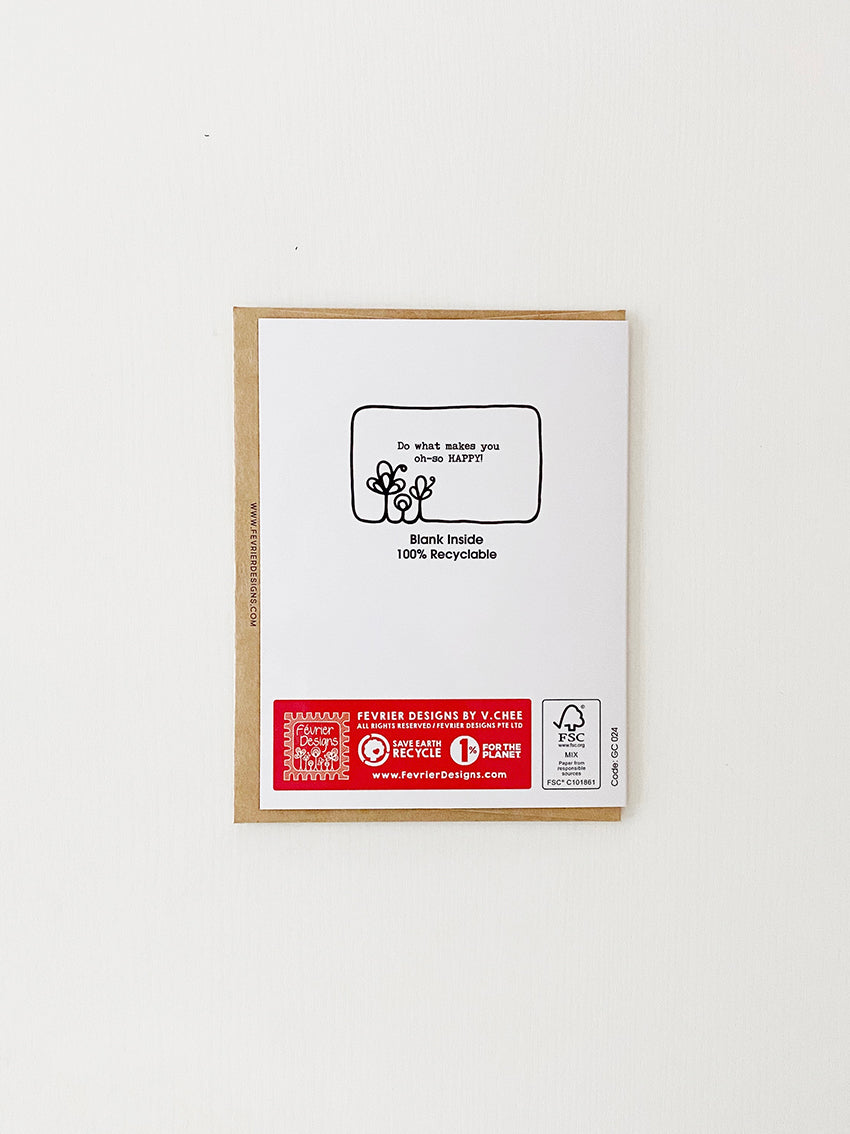 Do what makes you
oh-so HAPPY!
Blank Inside
100% Recyclable
WWW.FEVRIERDESIGNS.COM
Février
Designs
FEVRIER DESIGNS BY V.CHEE
ALL RIGHTS RESERVED / FEVRIER DESIGNS PTE LTD
SAVE EARTH
RECYCLE
1%
FOR THE
PLANET
www.FevrierDesigns.com
FSC
www.fsc.org
MIX
Paper from
responsible
sources
FSC® C101861
Code: GC 024